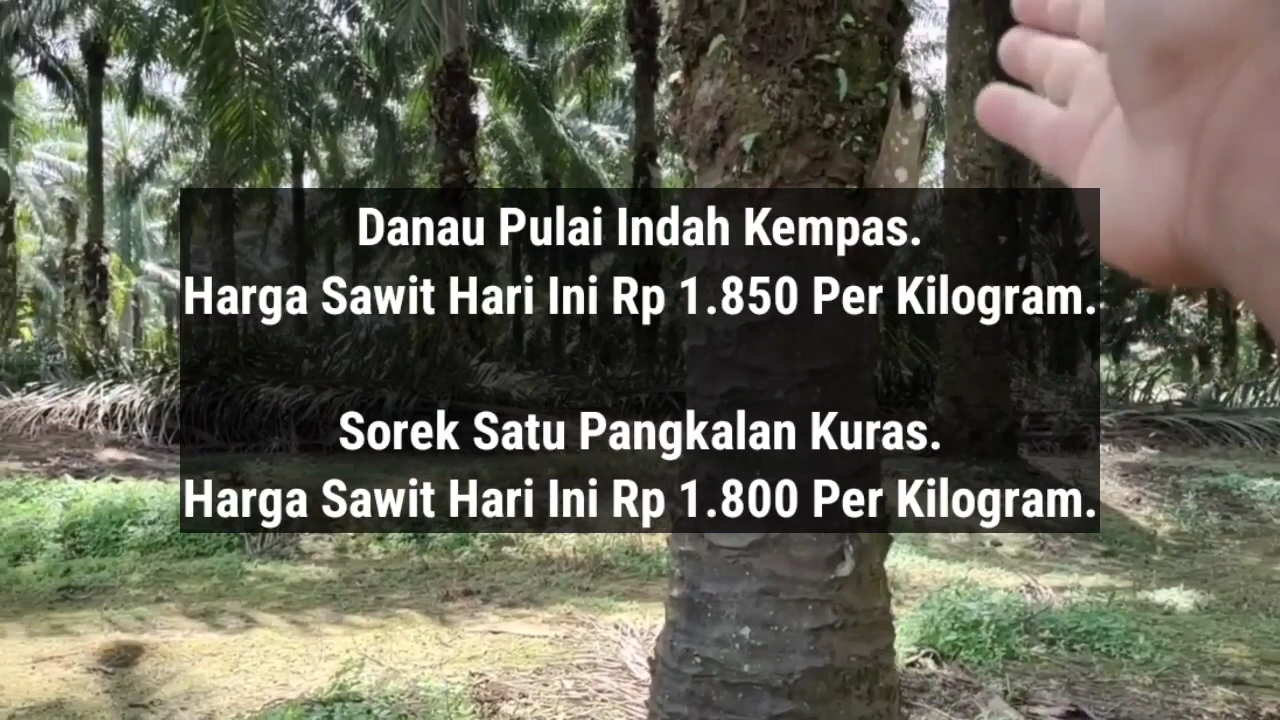 Danau Pulai Indah Kempas.
Harga Sawit Hari Ini Rp 1.850 Per Kilogram.
Sorek Satu Pangkalan Kuras.
Harga Sawit Hari Ini Rp 1.800 Per Kilogram.